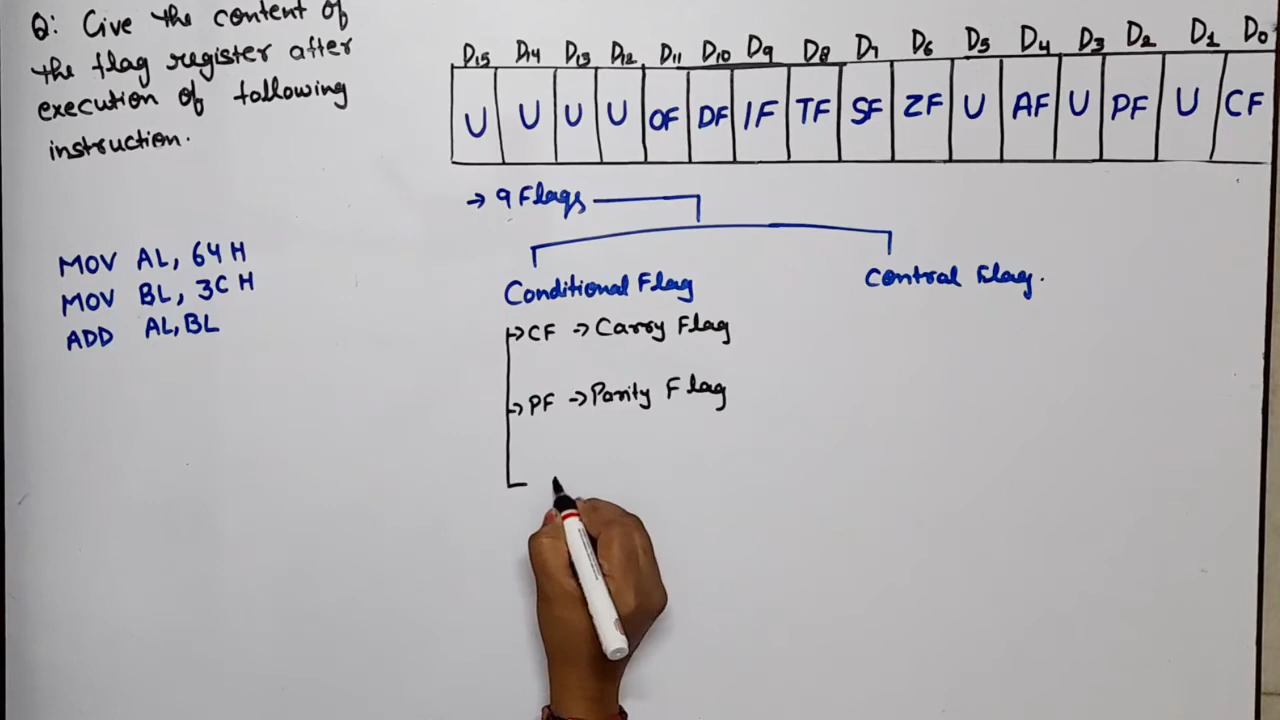 Q: Give the content of
the flag register after
execution of following
instruction.
MOV AL, 64 H
MOV BL, 3C H
ADD AL, BL
D15 D14 D13 D12 D11 D10 D9 D8 D7 D6 D5 D4 D3 D2 D1 D0
U U U U OF DF IF TF SF ZF U AF U PF U CF
→ 9 Flags
Conditional Flag
Control Flag.
→ CF → Carry Flag
→ PF → Parity Flag